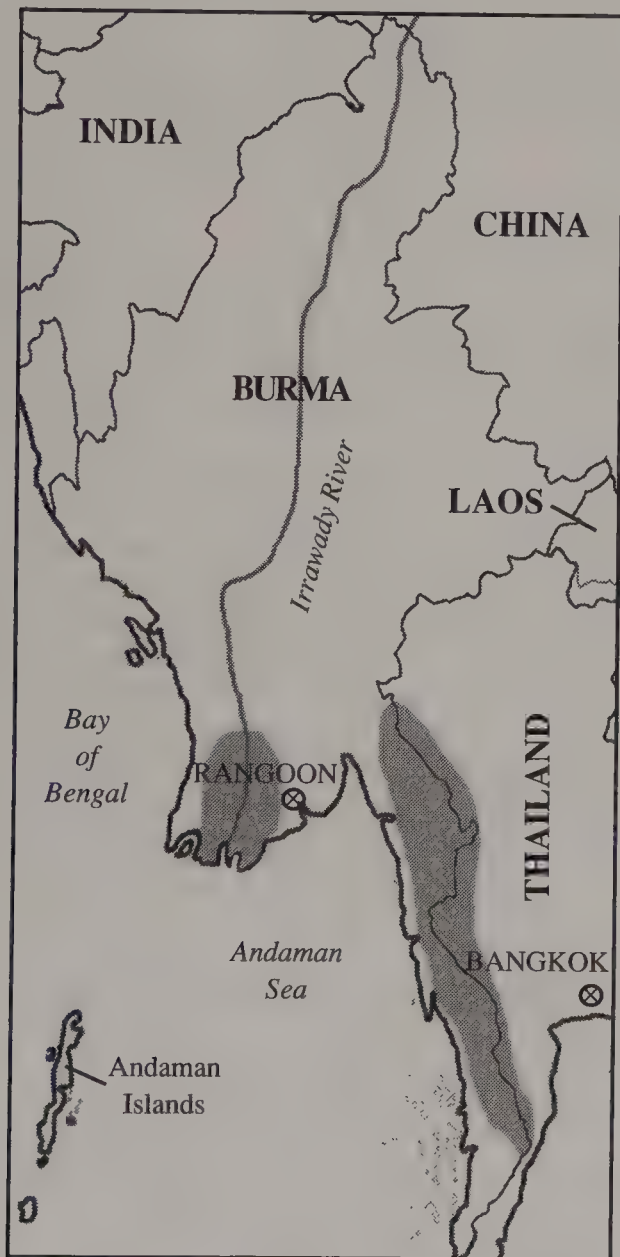 INDIA
CHINA
BURMA
Irrawady River
LAOS
Bay
of
Bengal
RANGOON
THAILAND
Andaman
Sea
BANGKOK
Andaman
Islands